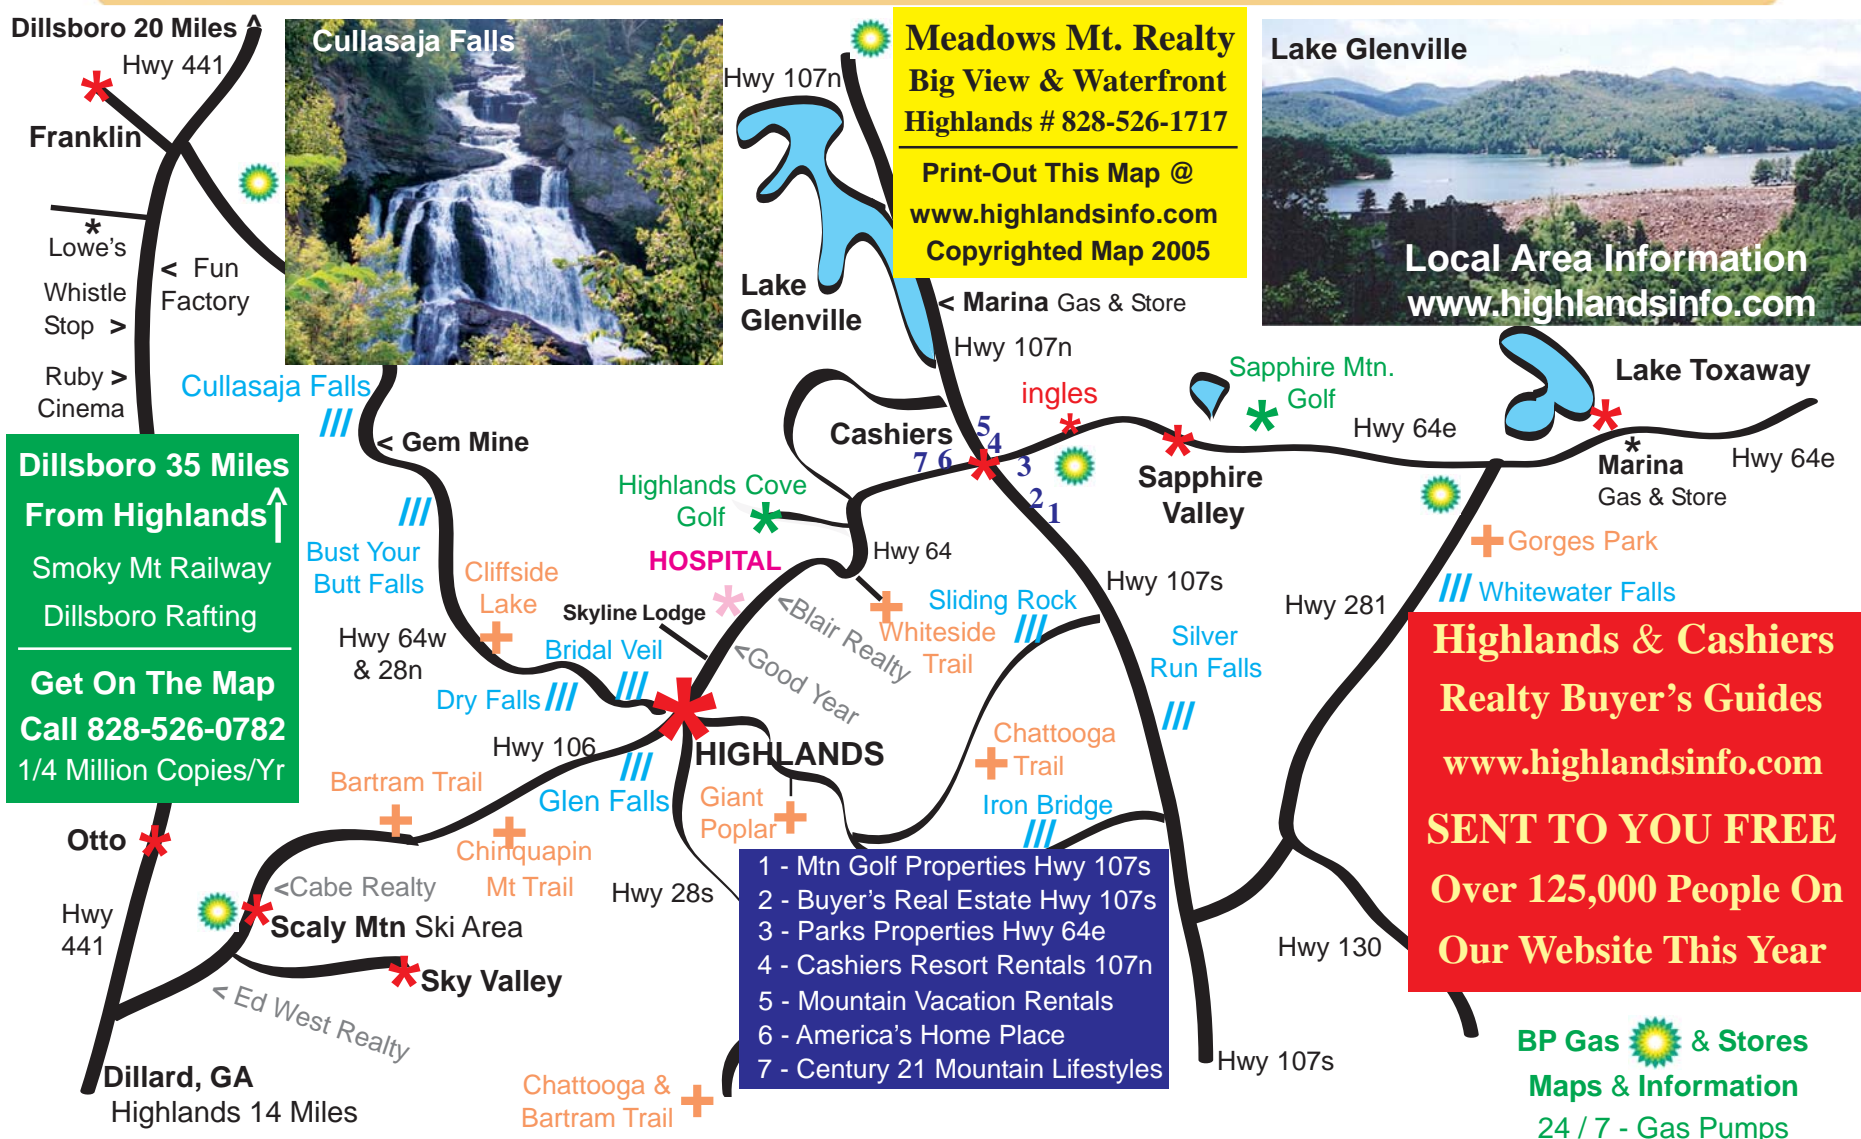 Dillsboro 20 Miles ^
Hwy 441
Franklin
*
Lowe's
< Fun
Factory
Whistle
Stop >
Ruby >
Cinema
Cullasaja Falls
Hwy 107n
Meadows Mt. Realty
Big View & Waterfront
Highlands # 828-526-1717
Print-Out This Map @
www.highlandsinfo.com
Copyrighted Map 2005
Lake Glenville
Local Area Information
www.highlandsinfo.com
Lake
Glenville
< Marina Gas & Store
Hwy 107n
Cullasaja Falls
///
< Gem Mine
Dillsboro 35 Miles
From Highlands
Smoky Mt Railway
Dillsboro Rafting
Get On The Map
Call 828-526-0782
1/4 Million Copies/Yr
///
Bust Your
Butt Falls
Cliffside
Lake
Hwy 64w
& 28n
Dry Falls ///
Bridal Veil
///
Skyline Lodge
HOSPITAL
Highlands Cove
Golf
Cashiers
5
4
7 6
3
2
1
ingles
Sapphire
Valley
Sapphire Mtn.
Golf
Hwy 64e
Lake Toxaway
*
Marina
Gas & Store
Hwy 64e
Gorges Park
/// Whitewater Falls
Hwy 64
<Blair Realty
<Good Year
Whiteside
Trail
Sliding Rock
///
Hwy 107s
Silver
Run Falls
///
Hwy 281
Highlands & Cashiers
Realty Buyer's Guides
www.highlandsinfo.com
SENT TO YOU FREE
Over 125,000 People On
Our Website This Year
HIGHLANDS
Hwy 106
///
Glen Falls
Bartram Trail
Chinquapin
Mt Trail
Giant
Poplar
Chattooga
Trail
Iron Bridge
///
Otto
<Cabe Realty
Hwy
441
Scaly Mtn Ski Area
Sky Valley
< Ed West Realty
Hwy 28s
1 - Mtn Golf Properties Hwy 107s
2 - Buyer's Real Estate Hwy 107s
3 - Parks Properties Hwy 64e
4 - Cashiers Resort Rentals 107n
5 - Mountain Vacation Rentals
6 - America's Home Place
7 - Century 21 Mountain Lifestyles
Hwy 130
Hwy 107s
Dillard, GA
Highlands 14 Miles
Chattooga &
Bartram Trail
BP Gas & Stores
Maps & Information
24 / 7 - Gas Pumps